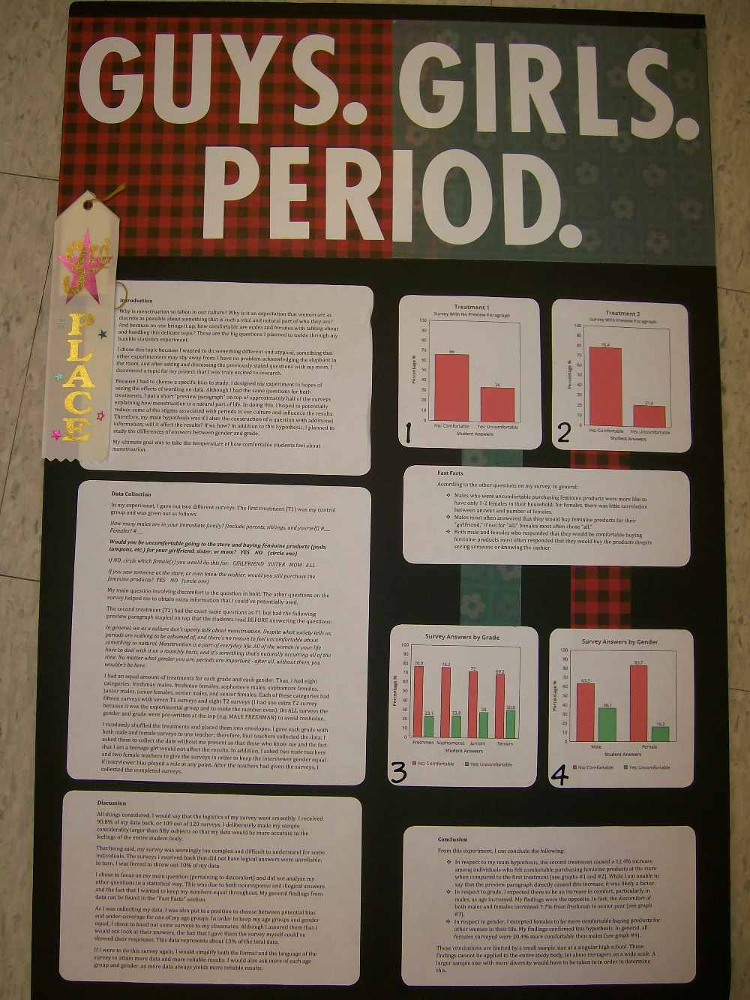 GUYS. GIRLS.
PERIOD.
3rd
PLACE
Introduction
Why is menstruation so taboo in our culture? Why is it an expectation that women are as
discrete as possible about something that is such a vital and natural part of who they are?
And because no one brings it up, how comfortable are males and females with talking about
and handling this delicate topic? These are the big questions I planned to tackle through my
humble statistics experiment.
I chose this topic because I wanted to do something different and atypical, something that
other experimenters may shy away from. I have no problem acknowledging the elephant in
the room, and after asking and discussing the previously stated questions with my mom, I
discovered a topic for my project that I was truly excited to research.
Because I had to choose a specific bias to study, I designed my experiment in hopes of
seeing the effects of wording on data. Although I had the same questions for both
treatments, I put a short "preview paragraph" on top of approximately half of the surveys
explaining how menstruation is a natural part of life. In doing this, I hoped to potentially
reduce some of the stigma associated with periods in our culture and influence the results.
Therefore, my main hypothesis was if I alter the construction of a question with additional
information, will it affect the results? If so, how? In addition to this hypothesis, I planned to
study the differences of answers between gender and grade.
My ultimate goal was to take the temperature of how comfortable students feel about
menstruation.
Data Collection
In my experiment, I gave out two different surveys. The first treatment (T1) was my control
group and was given out as follows:
How many males are in your immediate family? (include parents, siblings, and yourself) #__
Females? #__
Would you be uncomfortable going to the store and buying feminine products (pads,
tampons, etc.) for your girlfriend, sister, or mom? YES NO (circle one)
If NO, circle which female(s) you would do this for: GIRLFRIEND SISTER MOM ALL
If you saw someone at the store, or even knew the cashier, would you still purchase the
feminine products? YES NO (circle one)
My main question involving discomfort is the question in bold. The other questions on the
survey helped me to obtain extra information that I could've potentially used.
The second treatment (T2) had the exact same questions as T1 but had the following
preview paragraph stapled on top that the students read BEFORE answering the questions:
In general, we as a culture don't openly talk about menstruation. Despite what society tells us,
periods are nothing to be ashamed of, and there's no reason to feel uncomfortable about
something so natural. Menstruation is a part of everyday life. All of the women in your life
have to deal with it on a monthly basis, and it's something that's naturally occurring all of the
time. No matter what gender you are, periods are important - after all, without them, you
wouldn't be here.
I had an equal amount of treatments for each grade and each gender. Thus, I had eight
categories: freshman males, freshman females, sophomore males, sophomore females,
junior males, junior females, senior males, and senior females. Each of these categories had
fifteen surveys with seven T1 surveys and eight T2 surveys (I had one extra T2 survey
because it was the experimental group and to make the number even). On ALL surveys the
gender and grade were pre-written at the top (e.g. MALE FRESHMAN) to avoid confusion.
I randomly shuffled the treatments and placed them into envelopes. I gave each grade with
both male and female surveys to one teacher; therefore, four teachers collected the data. I
asked them to collect the date without me present so that those who know me and the fact
that I am a teenage girl would not affect the results. In addition, I asked two male teachers
and two female teachers to give the surveys in order to keep the interviewer gender equal
if interviewer bias played a role at any point. After the teachers had given the surveys, I
collected the completed surveys.
Discussion
All things considered, I would say that the logistics of my survey went smoothly. I received
90.8% of my data back, or 109 out of 120 surveys. I deliberately made my sample
considerably larger than fifty subjects so that my data would be more accurate to the
feelings of the entire student body.
That being said, my survey was seemingly too complex and difficult to understand for some
individuals. The surveys I received back that did not have logical answers were unreliable;
in turn, I was forced to throw out 10% of my data.
I chose to focus on my main question (pertaining to discomfort) and did not analyze my
other questions in a statistical way. This was due to both nonresponse and illogical answers
and the fact that I wanted to keep my numbers equal throughout. My general findings from
data can be found in the "Fast Facts" section.
As I was collecting my data, I was also put in a position to choose between potential bias
and under-coverage for one of my age groups. In order to keep my age groups and gender
equal, I chose to hand out some surveys to my classmates. Although I assured them that I
would not look at their answers, the fact that I gave them the survey myself could've
skewed their responses. This data represents about 13% of the total data.
If I were to do this survey again, I would simplify both the format and the language of the
survey to attain more data and more reliable results. I would also ask more of each age
group and gender, as more data always yields more reliable results.
Treatment 1
Survey With No Preview Paragraph
Percentage %
100
90
80
70
60
50
40
30
20
10
0
66
34
No: Comfortable Yes: Uncomfortable
Student Answers
1
Treatment 2
Survey With Preview Paragraph
Percentage %
100
90
80
70
60
50
40
30
20
10
0
78.4
21.6
No: Comfortable Yes: Uncomfortable
Student Answers
2
Fast Facts
According to the other questions on my survey, in general:
❖ Males who were uncomfortable purchasing feminine products were more like to
have only 1-2 females in their household; for females, there was little correlation
between answer and number of females.
❖ Males most often answered that they would buy feminine products for their
"girlfriend," if not for "all;" females most often chose "all."
❖ Both male and females who responded that they would be comfortable buying
feminine products most often responded that they would buy the products despite
seeing someone or knowing the cashier.
Survey Answers by Grade
Percentage %
100
90
80
70
60
50
40
30
20
10
0
76.9 23.1 76.2 23.8 72 28 69.2 30.8
Freshmen Sophomores Juniors Seniors
Student Answers
No: Comfortable Yes: Uncomfortable
3
Survey Answers by Gender
Percentage %
100
90
80
70
60
50
40
30
20
10
0
63.3 36.7 83.7 16.3
Male Female
Student Answers
No: Comfortable Yes: Uncomfortable
4
Conclusion
From this experiment, I can conclude the following:
❖ In respect to my main hypothesis, the second treatment caused a 12.4% increase
among individuals who felt comfortable purchasing feminine products at the store
when compared to the first treatment (see graphs #1 and #2). While I am unable to
say that the preview paragraph directly caused this increase, it was likely a factor.
❖ In respect to grade, I expected there to be an increase in comfort, particularly in
males, as age increased. My findings were the opposite. In fact, the discomfort of
both males and females increased 7.7% from freshman to senior year (see graph
#3).
❖ In respect to gender, I excepted females to be more comfortable buying products for
other women in their life. My findings confirmed this hypothesis. In general, all
females surveyed were 20.4% more comfortable then males (see graph #4).
These conclusions are limited by a small sample size at a singular high school. These
findings cannot be applied to the entire study body, let alone teenagers on a wide scale. A
larger sample size with more diversity would have to be taken to in order to determine
this.